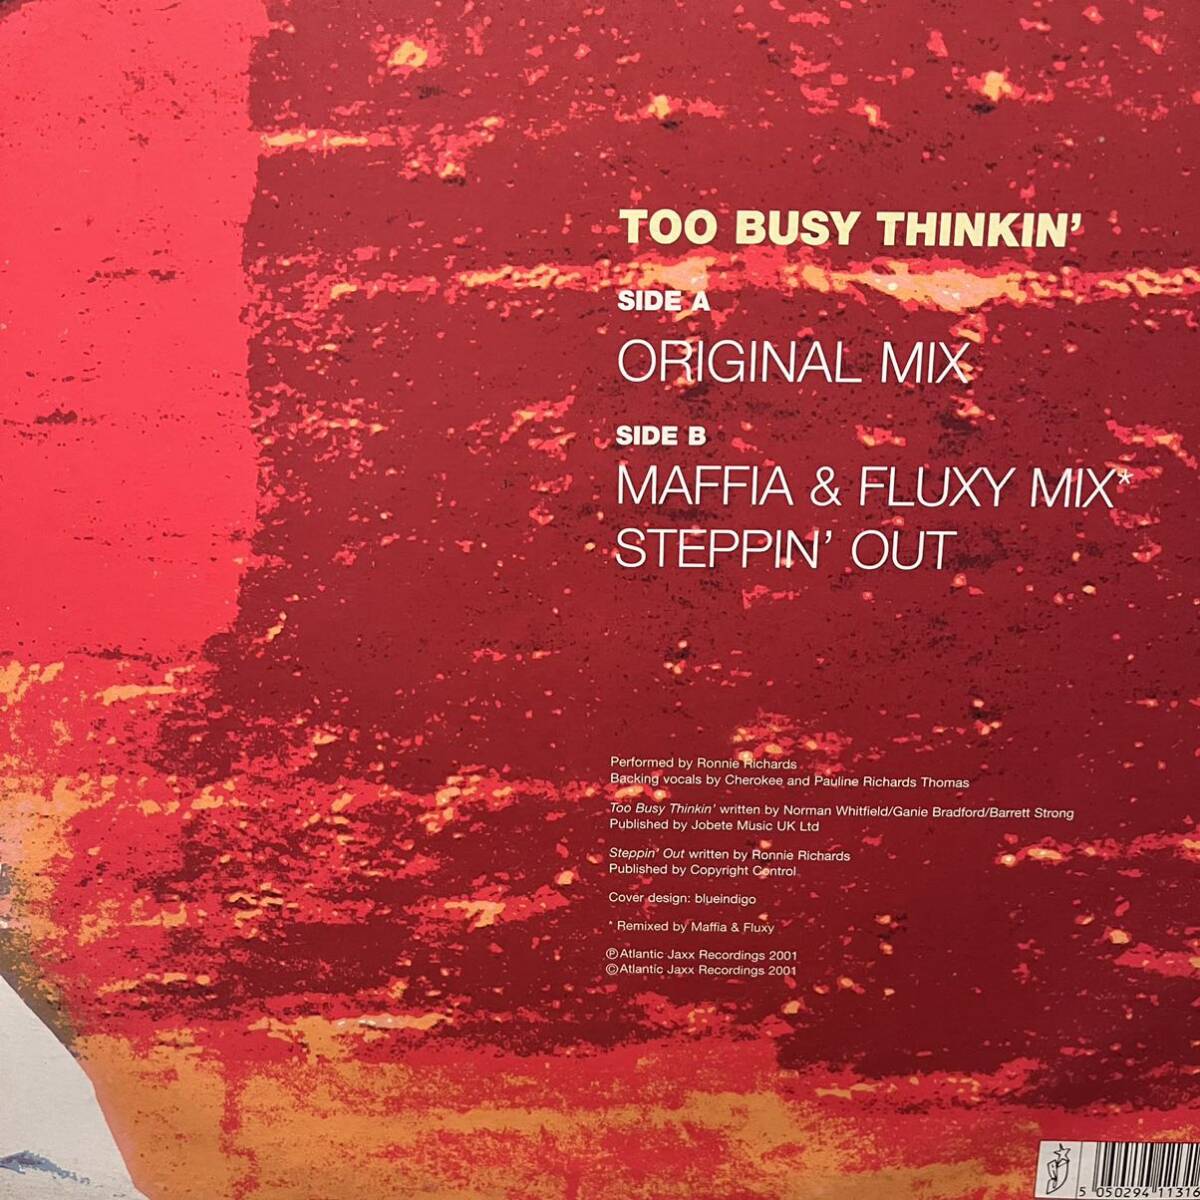 TOO BUSY THINKIN'
SIDE A
ORIGINAL MIX
SIDE B
MAFFIA & FLUXY MIX*
STEPPIN' OUT
Performed by Ronnie Richards
Backing vocals by Cherokee and Pauline Richards Thomas
Too Busy Thinkin' written by Norman Whitfield/Ganie Bradford/Barrett Strong
Published by Jobete Music UK Ltd
Steppin' Out written by Ronnie Richards
Published by Copyright Control
Cover design: blueindigo
* Remixed by Maffia & Fluxy
℗Atlantic Jaxx Recordings 2001
©Atlantic Jaxx Recordings 2001
5 050294 11316